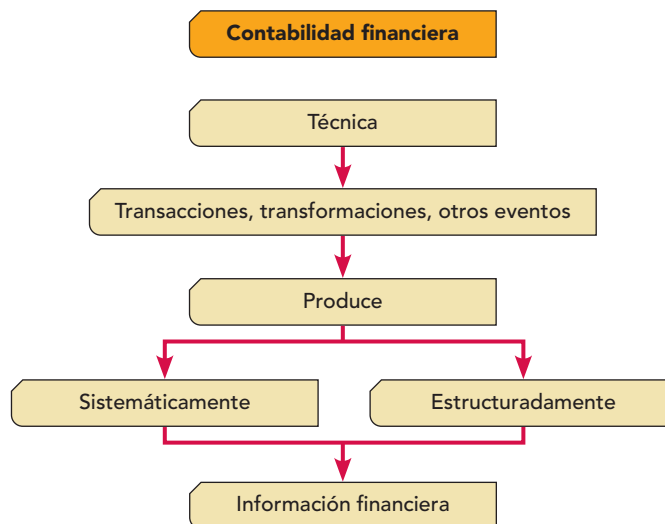 Contabilidad financiera
Técnica
Transacciones, transformaciones, otros eventos
Produce
Sistemáticamente
Estructuradamente
Información financiera